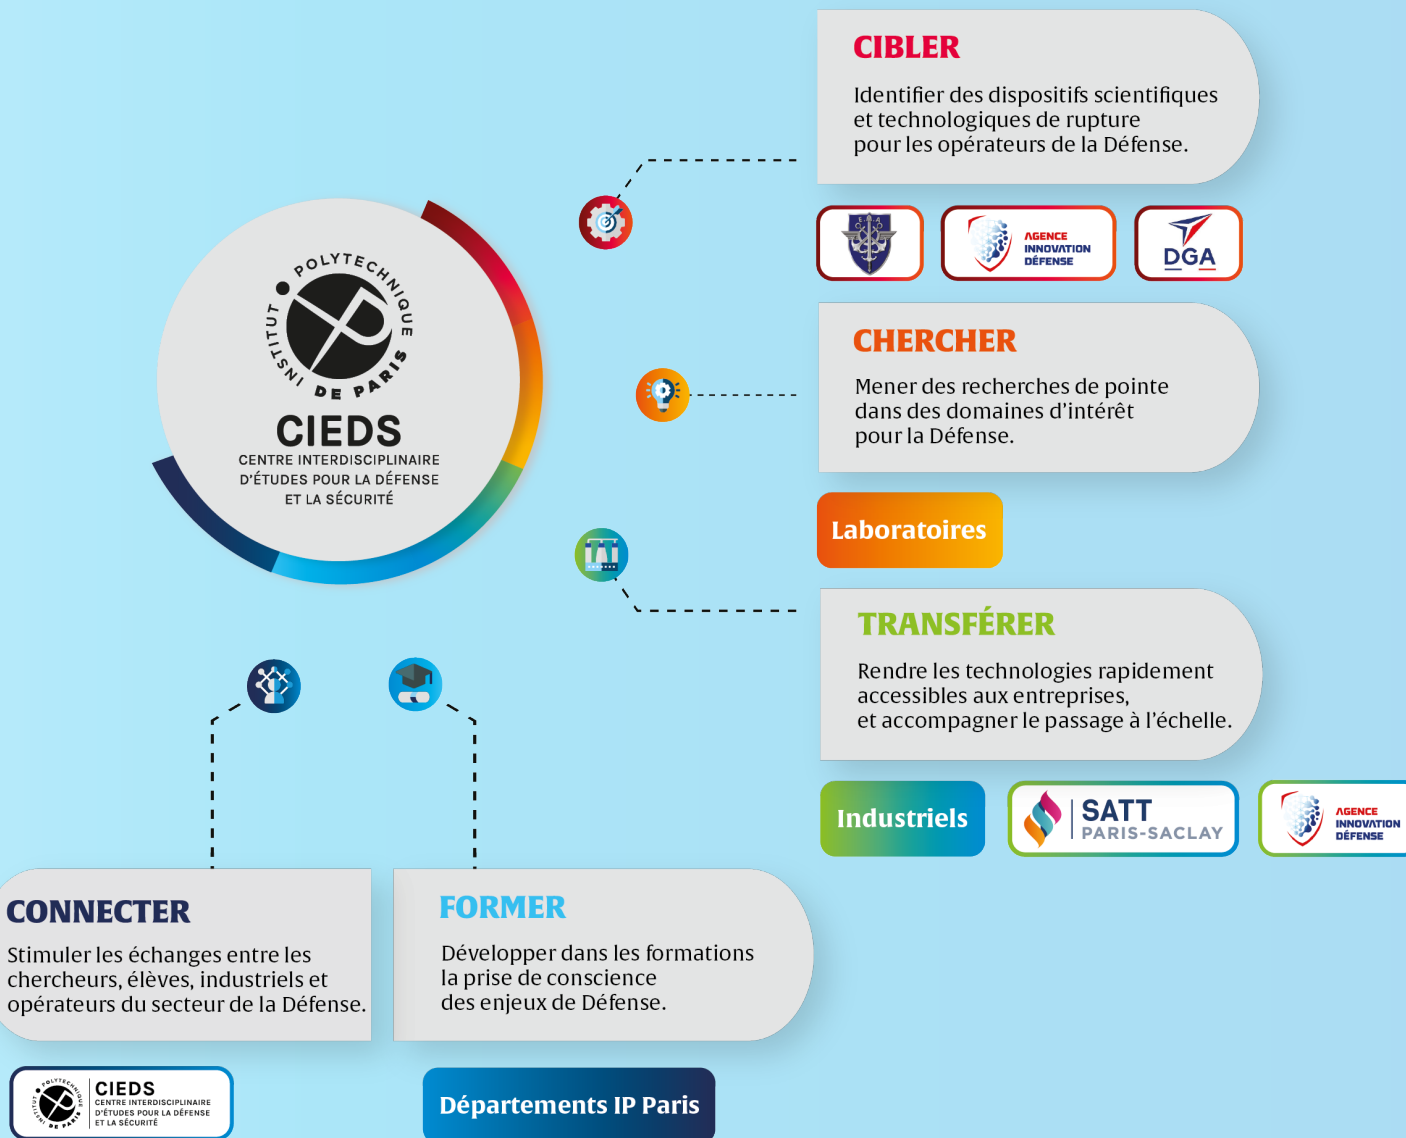 CIBLER
Identifier des dispositifs scientifiques
et technologiques de rupture
pour les opérateurs de la Défense.
E M A
AGENCE
INNOVATION
DÉFENSE
DGA
INSTITUT POLYTECHNIQUE
DE PARIS
CIEDS
CENTRE INTERDISCIPLINAIRE
D'ÉTUDES POUR LA DÉFENSE
ET LA SÉCURITÉ
CHERCHER
Mener des recherches de pointe
dans des domaines d'intérêt
pour la Défense.
Laboratoires
TRANSFÉRER
Rendre les technologies rapidement
accessibles aux entreprises,
et accompagner le passage à l'échelle.
Industriels
SATT
PARIS-SACLAY
AGENCE
INNOVATION
DÉFENSE
CONNECTER
Stimuler les échanges entre les
chercheurs, élèves, industriels et
opérateurs du secteur de la Défense.
INSTITUT POLYTECHNIQUE
DE PARIS
CIEDS
CENTRE INTERDISCIPLINAIRE
D'ÉTUDES POUR LA DÉFENSE
ET LA SÉCURITÉ
FORMER
Développer dans les formations
la prise de conscience
des enjeux de Défense.
Départements IP Paris